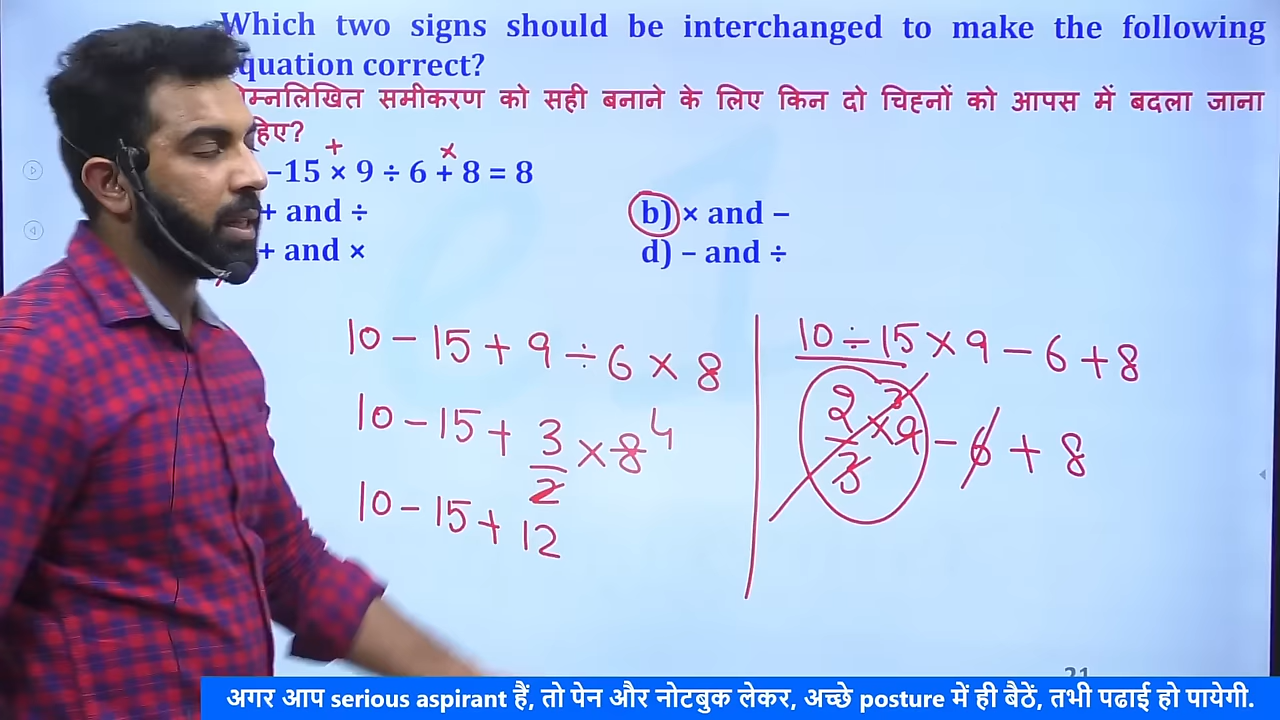 Which two signs should be interchanged to make the following
equation correct?
निम्नलिखित समीकरण को सही बनाने के लिए किन दो चिह्नों को आपस में बदला जाना
+ ×
–15 × 9 ÷ 6 + 8 = 8
+ and ÷
b) × and –
+ and ×
d) – and ÷
10 – 15 + 9 ÷ 6 × 8
10 ÷ 15 × 9 – 6 + 8
10 – 15 + 3/2 × 8 4
2/3 × 9 3 – 6 + 8
10 – 15 + 12
अगर आप serious aspirant हैं, तो पेन और नोटबुक लेकर, अच्छे posture में ही बैठें, तभी पढाई हो पायेगी.